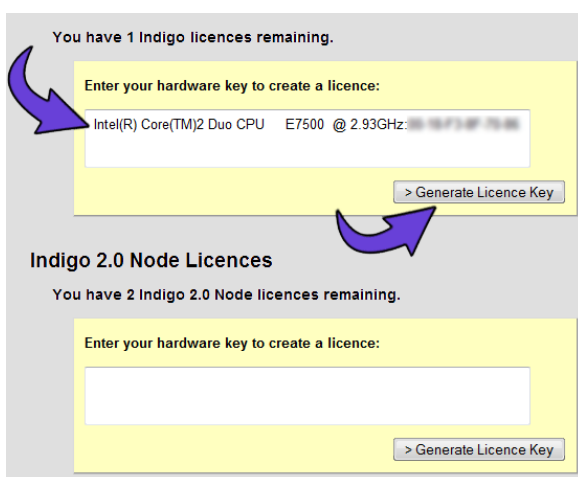 You have 1 Indigo licences remaining.
Enter your hardware key to create a licence:
Intel(R) Core(TM)2 Duo CPU E7500 @ 2.93GHz:
> Generate Licence Key
Indigo 2.0 Node Licences
You have 2 Indigo 2.0 Node licences remaining.
Enter your hardware key to create a licence:
> Generate Licence Key